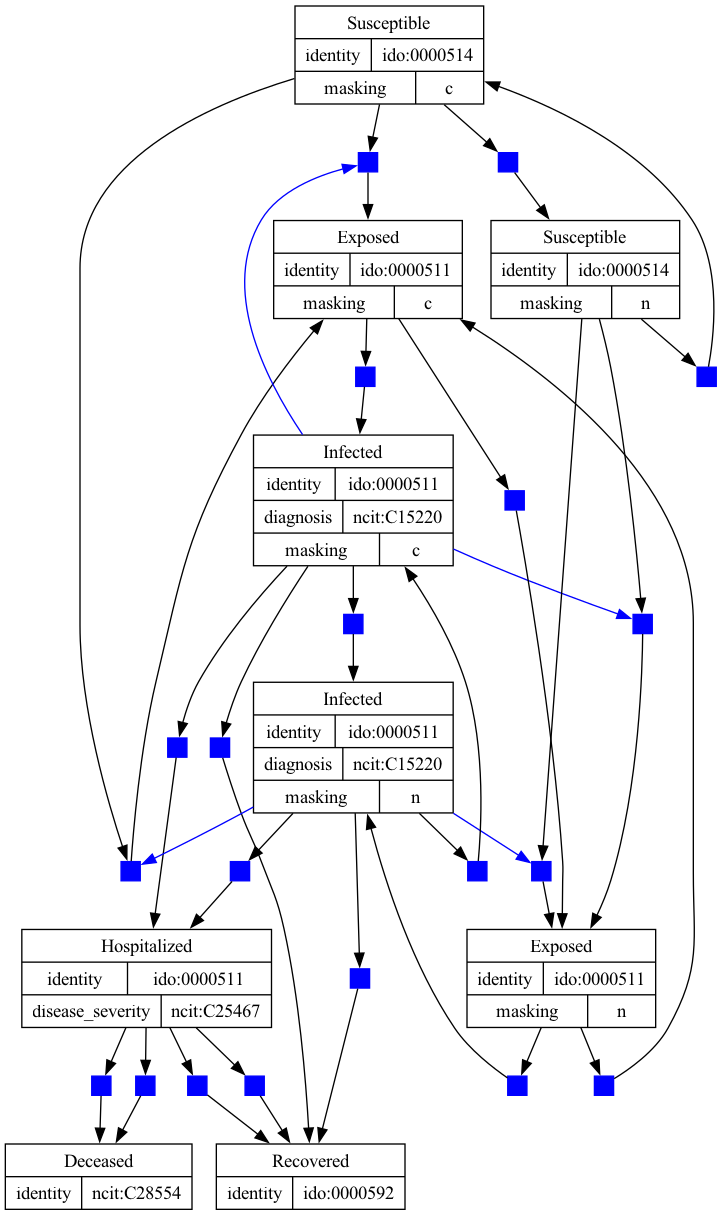 Susceptible
identity ido:0000514
masking c
Exposed
identity ido:0000511
masking c
Susceptible
identity ido:0000514
masking n
Infected
identity ido:0000511
diagnosis ncit:C15220
masking c
Infected
identity ido:0000511
diagnosis ncit:C15220
masking n
Hospitalized
identity ido:0000511
disease_severity ncit:C25467
Exposed
identity ido:0000511
masking n
Deceased
identity ncit:C28554
Recovered
identity ido:0000592